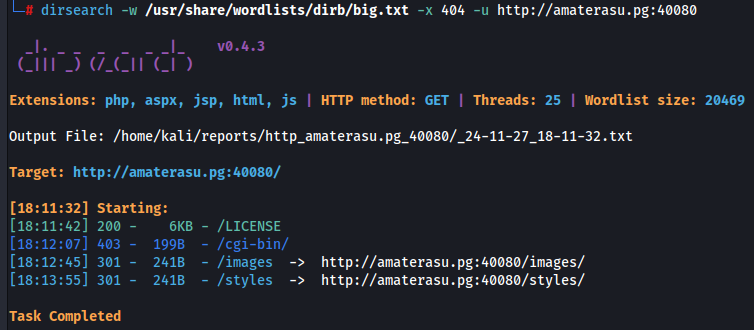 └─# dirsearch -w /usr/share/wordlists/dirb/big.txt -x 404 -u http://amaterasu.pg:40080
  _|. _ _  _  _  _ _|_    v0.4.3
 (_||| _) (/_(_|| (_| )
Extensions: php, aspx, jsp, html, js | HTTP method: GET | Threads: 25 | Wordlist size: 20469
Output File: /home/kali/reports/http_amaterasu.pg_40080/_24-11-27_18-11-32.txt
Target: http://amaterasu.pg:40080/
[18:11:32] Starting:
[18:11:42] 200 -    6KB - /LICENSE
[18:12:07] 403 -  199B  - /cgi-bin/
[18:12:45] 301 -  241B  - /images  ->  http://amaterasu.pg:40080/images/
[18:13:55] 301 -  241B  - /styles  ->  http://amaterasu.pg:40080/styles/
Task Completed